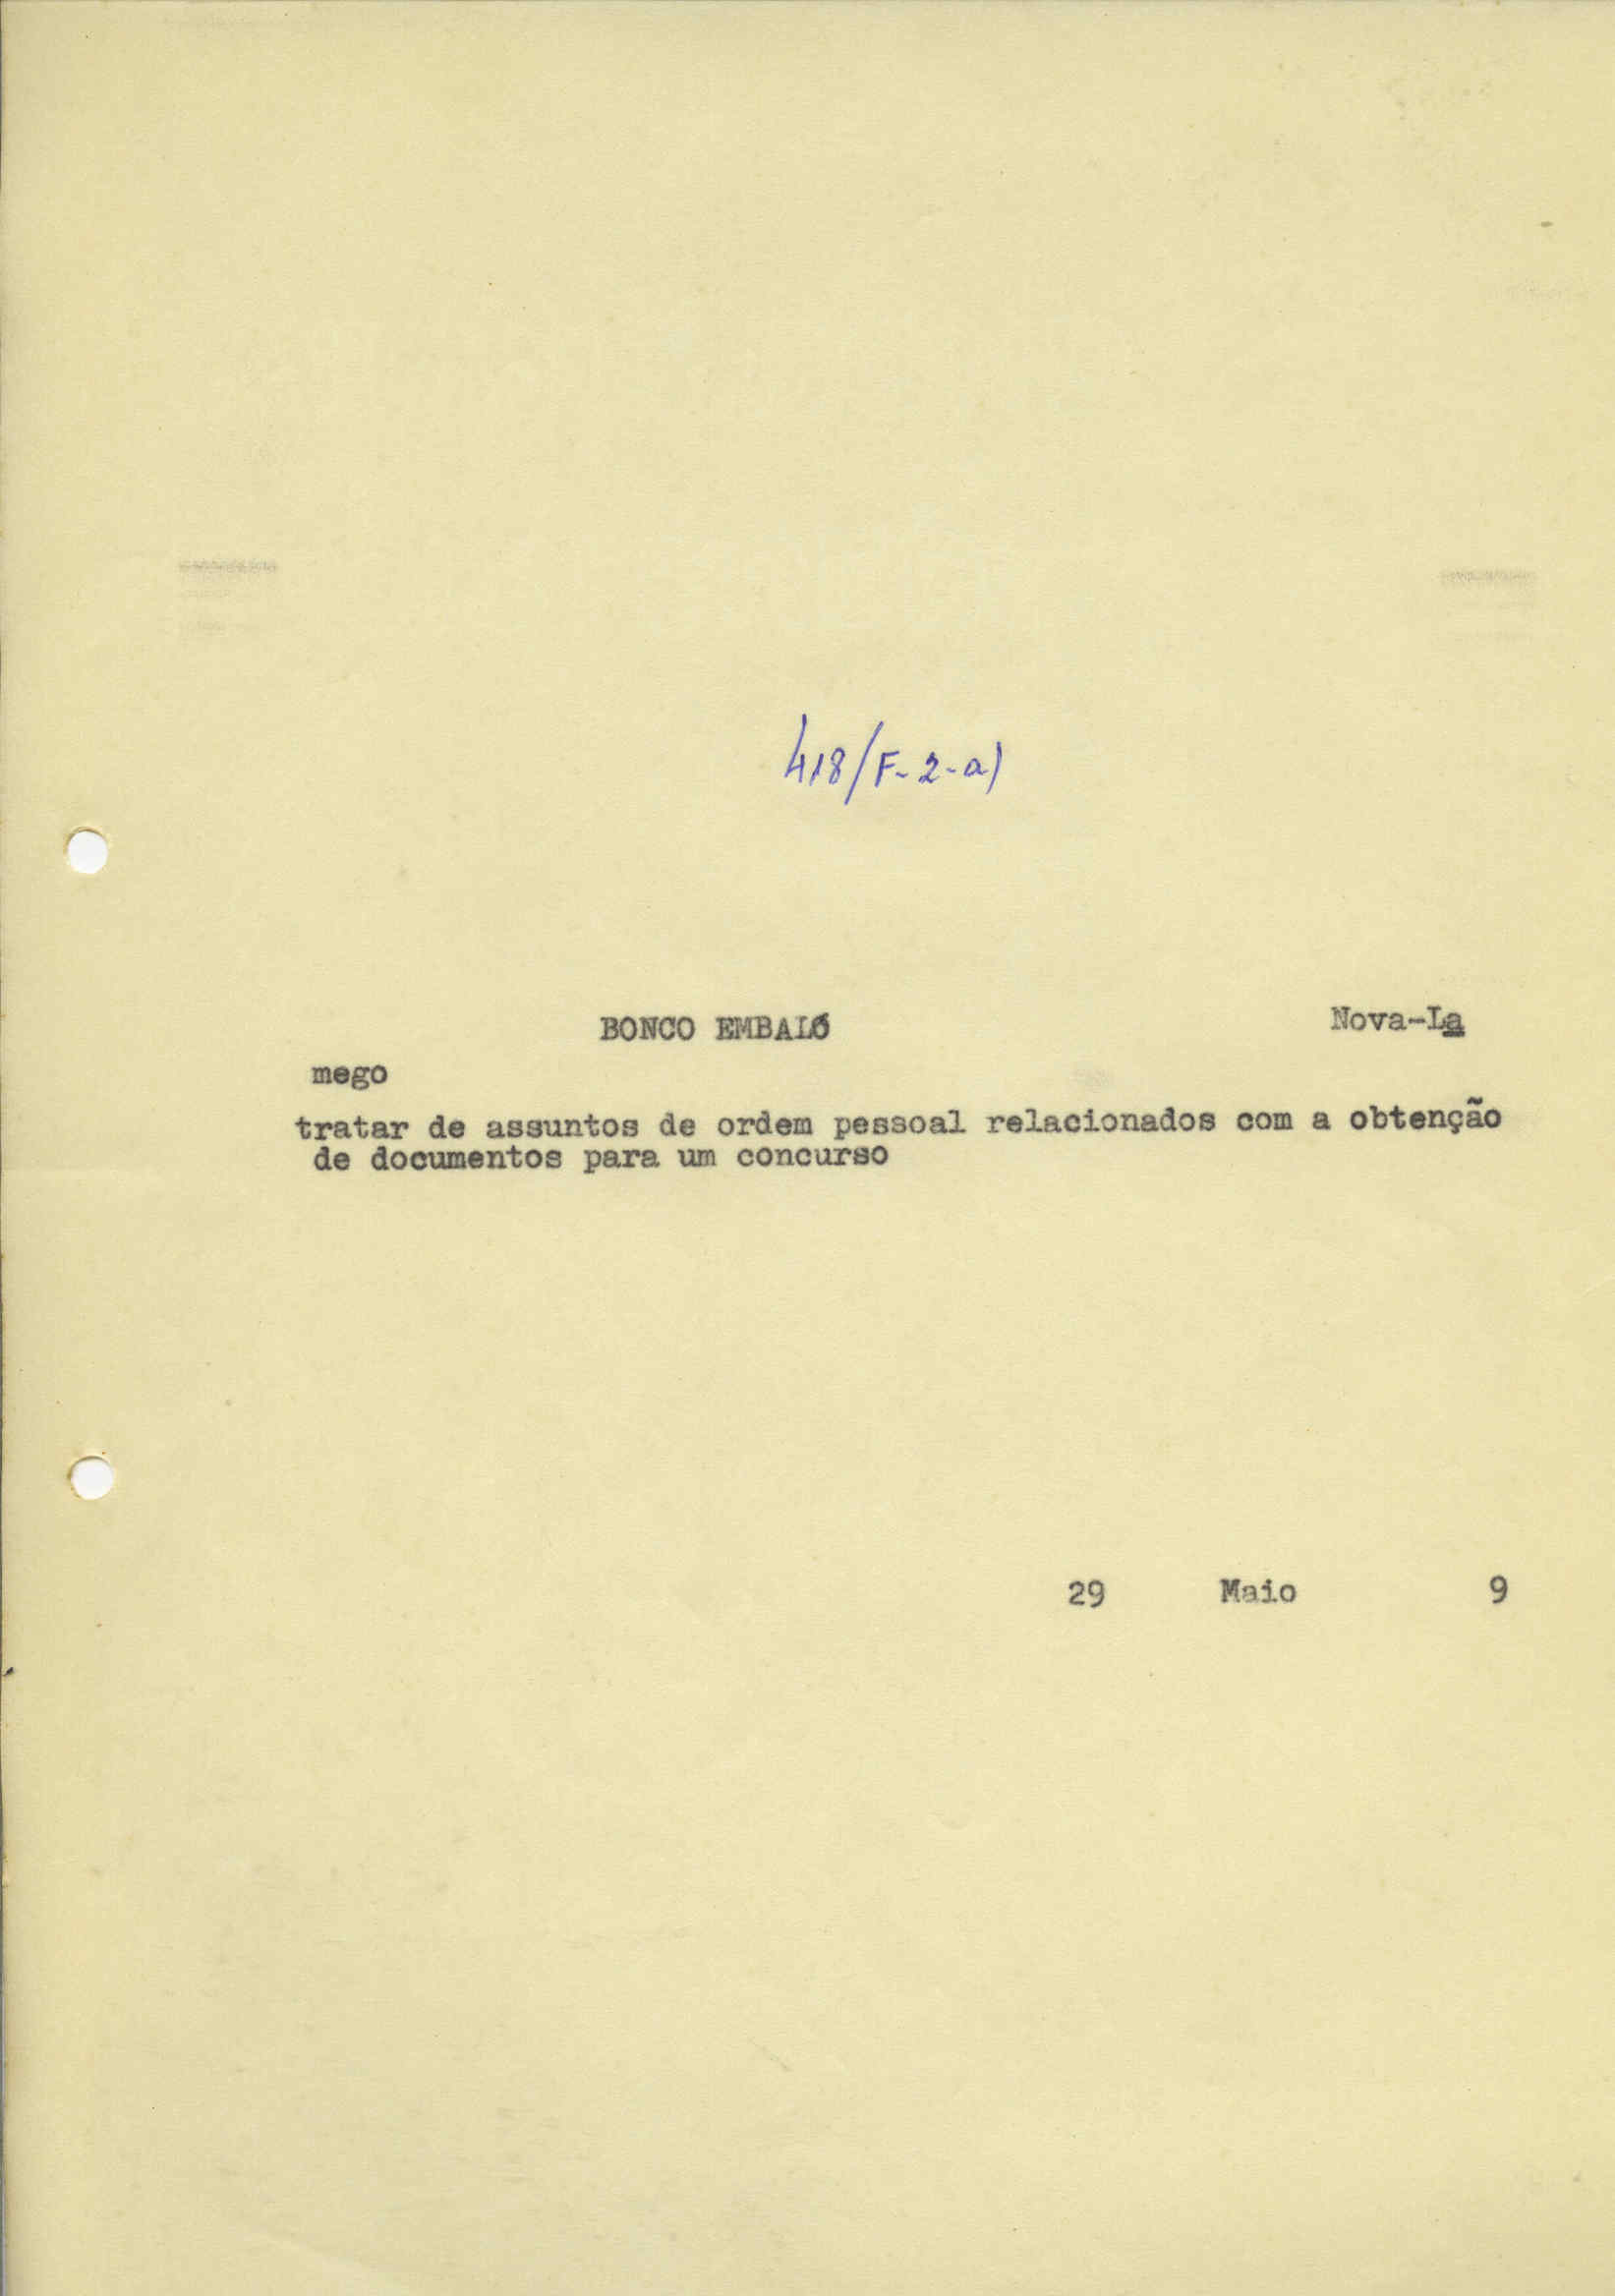 418/F-2-a)
BONCO EMBALÓ Nova-La
mego
tratar de assuntos de ordem pessoal relacionados com a obtenção
de documentos para um concurso
29 Maio 9